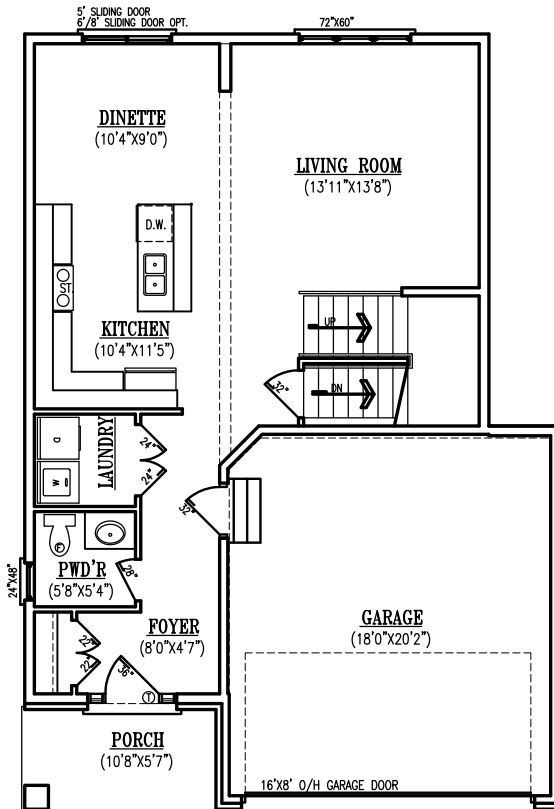 5' SLIDING DOOR
6'/8' SLIDING DOOR OPT.
72"X60"
DINETTE
(10'4"X9'0")
LIVING ROOM
(13'11"X13'8")
D.W.
ST.
KITCHEN
(10'4"X11'5")
UP
32"
DN
LAUNDRY
24"
24"
D
W
32"
F
24"X48"
PWD'R
(5'8"X5'4")
28"
FOYER
(8'0"X4'7")
22"
22"
36"
T
GARAGE
(18'0"X20'2")
PORCH
(10'8"X5'7")
16'X8' O/H GARAGE DOOR